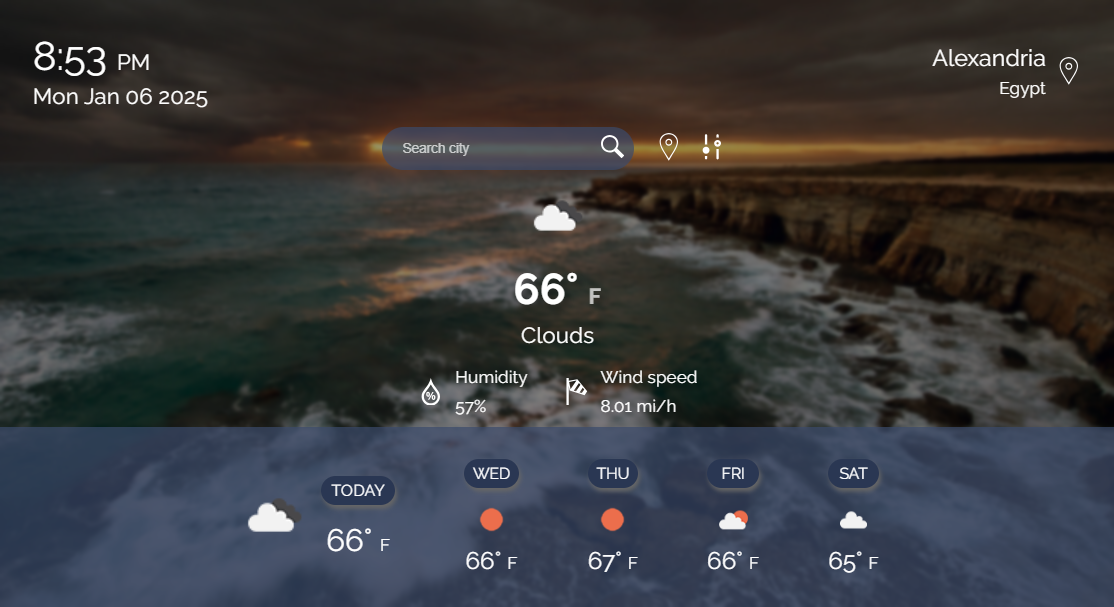 8:53 PM
Mon Jan 06 2025
Alexandria
Egypt
Search city
66° F
Clouds
Humidity
57%
Wind speed
8.01 mi/h
TODAY
66° F
WED
66° F
THU
67° F
FRI
66° F
SAT
65° F